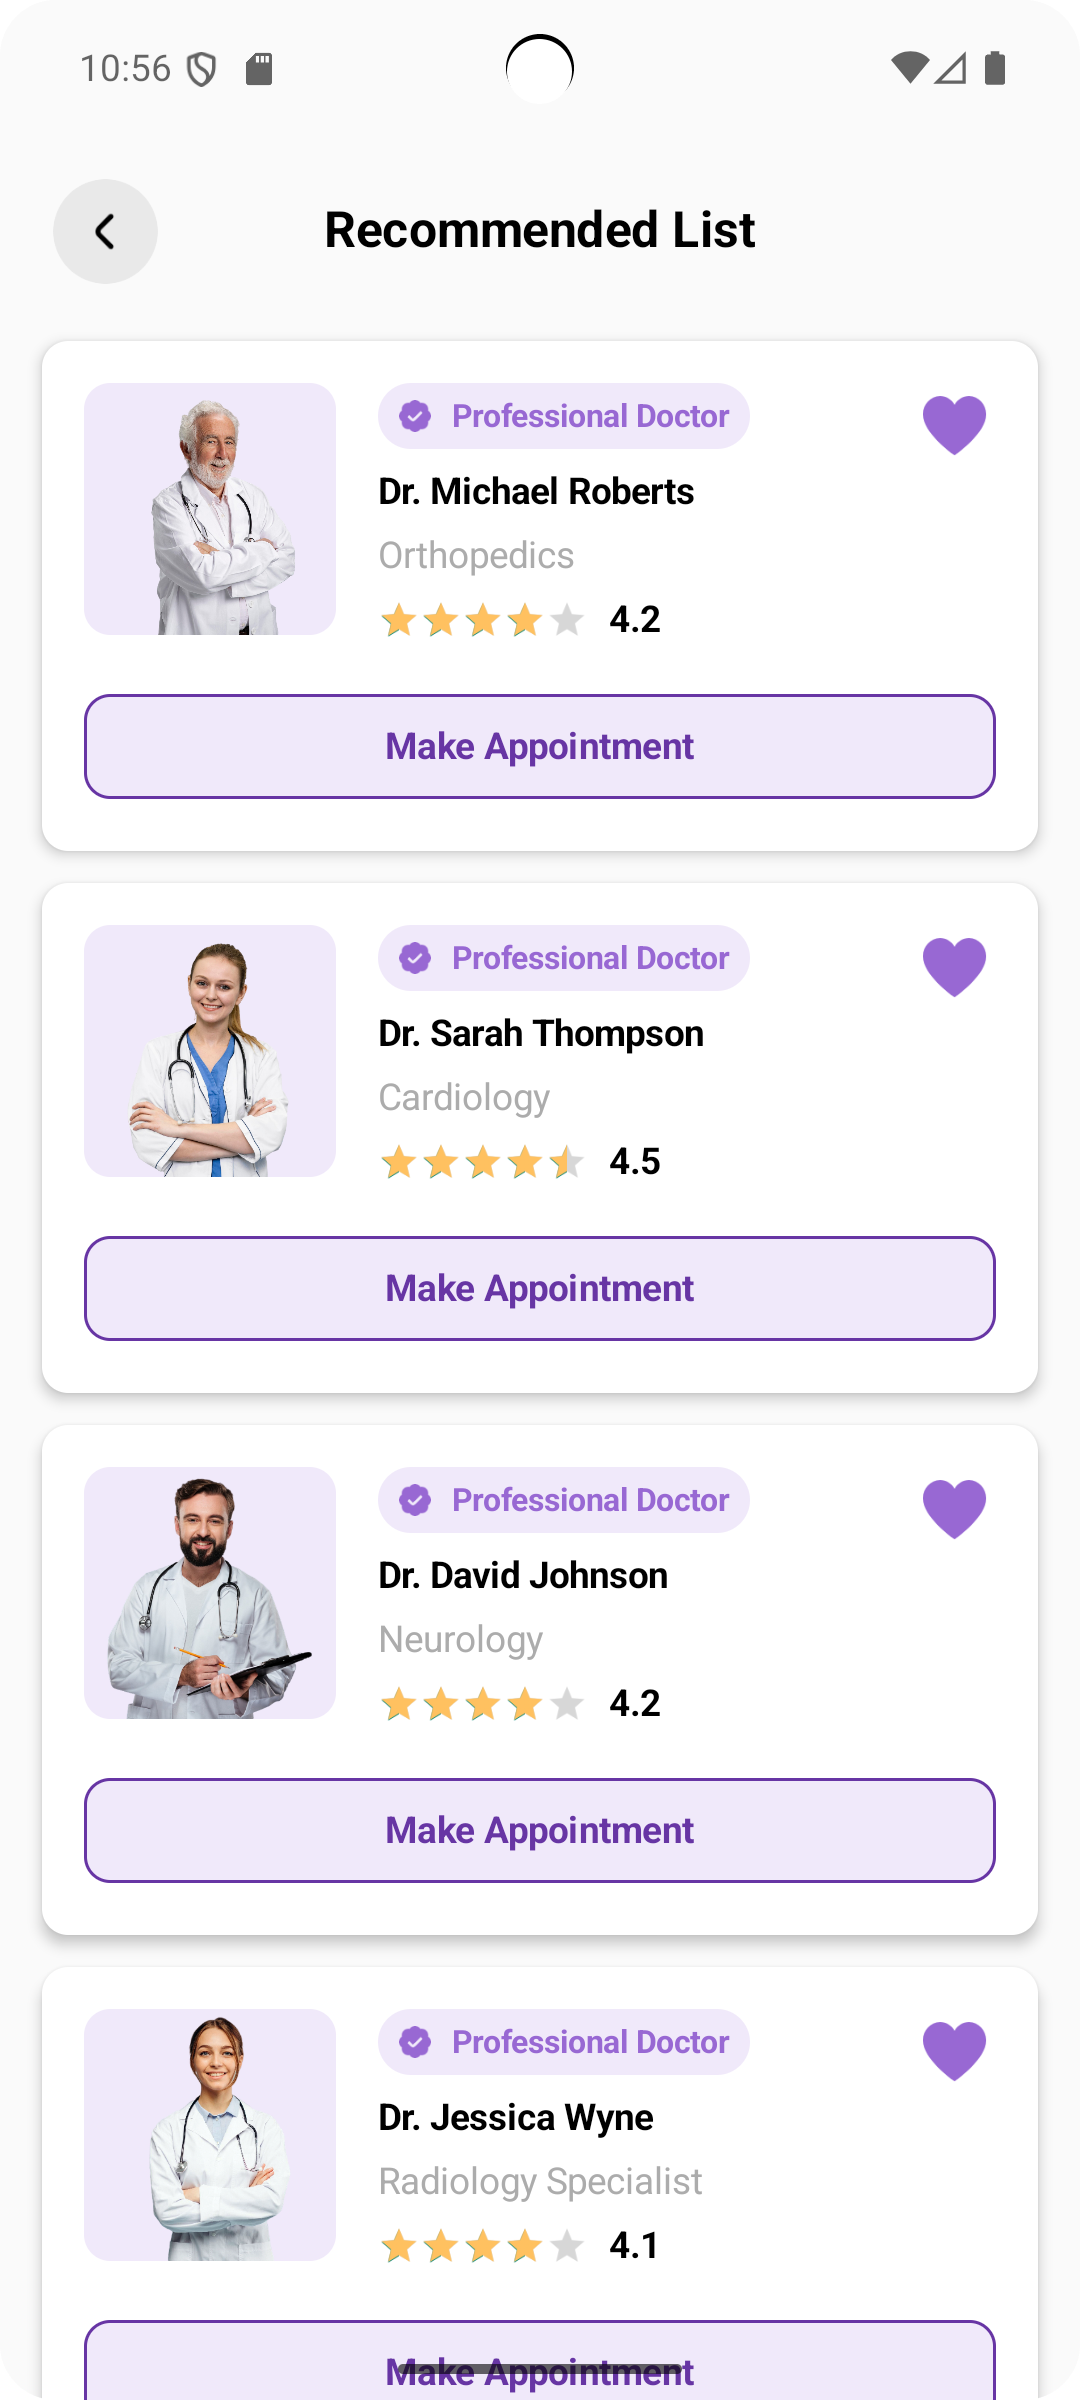 10:56
Recommended List
Professional Doctor
Dr. Michael Roberts
Orthopedics
4.2
Make Appointment
Professional Doctor
Dr. Sarah Thompson
Cardiology
4.5
Make Appointment
Professional Doctor
Dr. David Johnson
Neurology
4.2
Make Appointment
Professional Doctor
Dr. Jessica Wyne
Radiology Specialist
4.1
Make Appointment